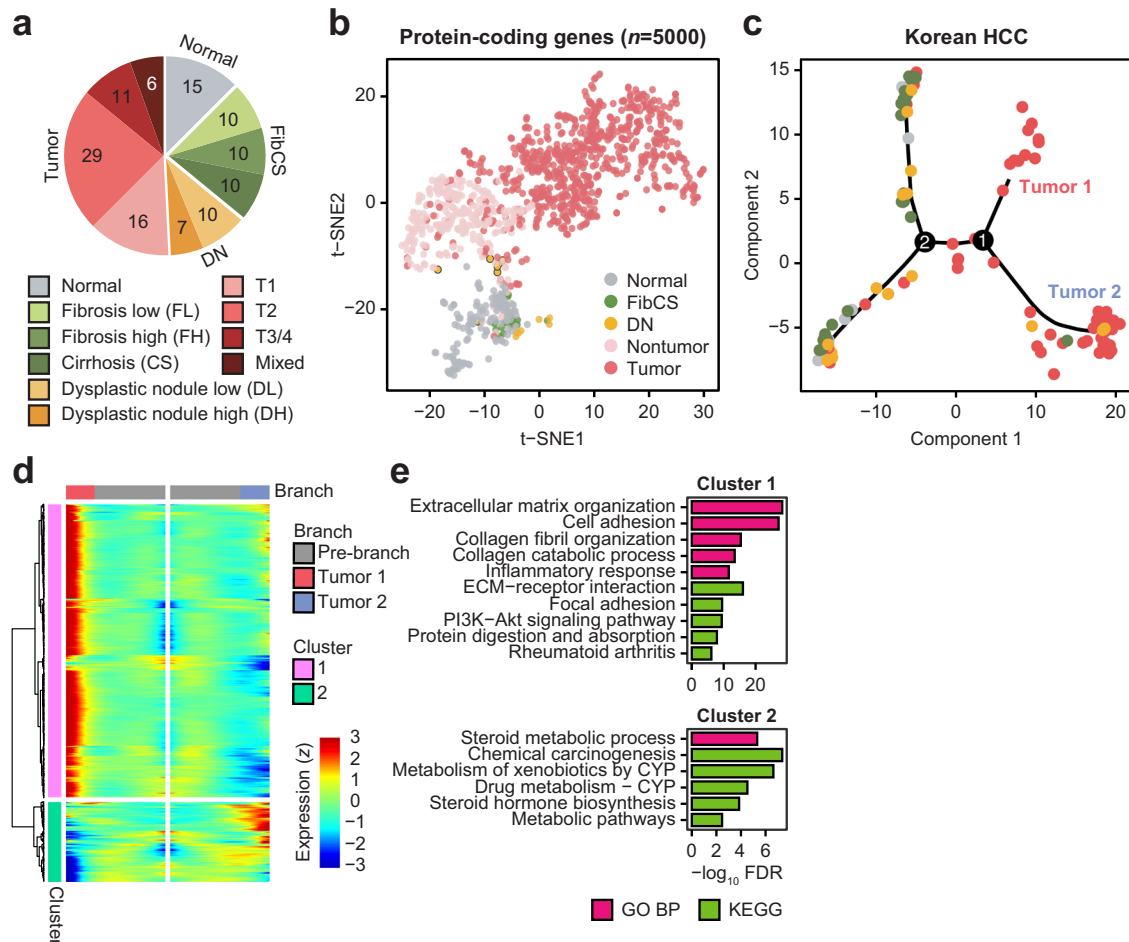 a
Normal
15
10
10
10
10
7
16
29
11
6
FibCS
DN
Tumor
Normal
Fibrosis low (FL)
Fibrosis high (FH)
Cirrhosis (CS)
Dysplastic nodule low (DL)
Dysplastic nodule high (DH)
T1
T2
T3/4
Mixed
b
Protein-coding genes (n=5000)
t−SNE2
20
0
−20
−20
−10
0
10
20
30
t−SNE1
Normal
FibCS
DN
Nontumor
Tumor
c
Korean HCC
Component 2
15
10
5
0
−5
−10
0
10
20
Component 1
Tumor 1
Tumor 2
2
1
d
Branch
Branch
Pre-branch
Tumor 1
Tumor 2
Cluster
1
2
Expression (z)
3
2
1
0
−1
−2
−3
Cluster
e
Cluster 1
Extracellular matrix organization
Cell adhesion
Collagen fibril organization
Collagen catabolic process
Inflammatory response
ECM−receptor interaction
Focal adhesion
PI3K−Akt signaling pathway
Protein digestion and absorption
Rheumatoid arthritis
0 10 20
Cluster 2
Steroid metabolic process
Chemical carcinogenesis
Metabolism of xenobiotics by CYP
Drug metabolism − CYP
Steroid hormone biosynthesis
Metabolic pathways
0 2 4 6
−log10 FDR
GO BP
KEGG